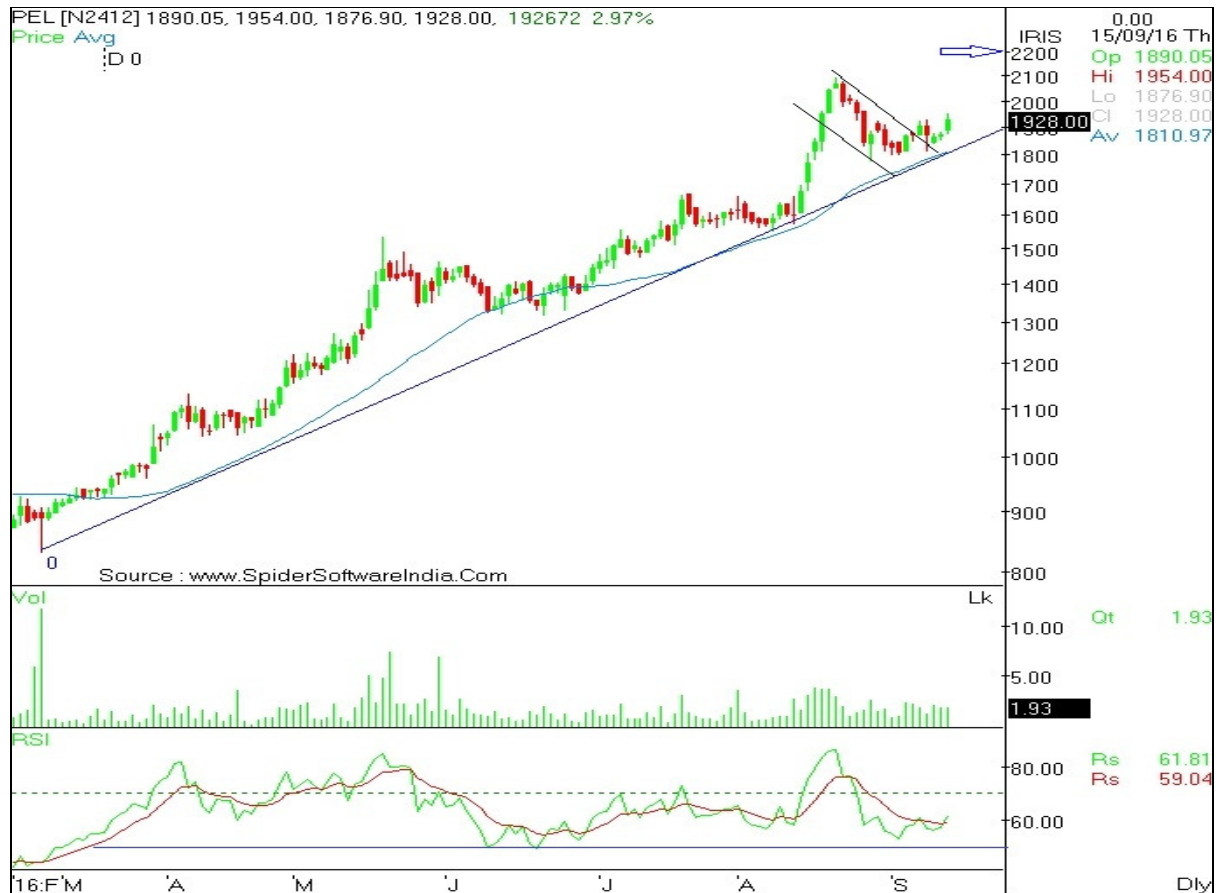 PEL [N2412] 1890.05, 1954.00, 1876.90, 1928.00, 192672 2.97%
Price Avg
D 0
0.00
IRIS 15/09/16 Th
Op 1890.05
Hi 1954.00
Lo 1876.90
Cl 1928.00
Av 1810.97
2200
2100
2000
1928.00
1800
1700
1600
1500
1400
1300
1200
1100
1000
900
800
0
Source : www.SpiderSoftwareIndia.Com
Vol
Lk
Qt 1.93
10.00
5.00
1.93
RSI
Rs 61.81
Rs 59.04
80.00
60.00
'16:F'M 'A 'M 'J 'J 'A 'S
Dly